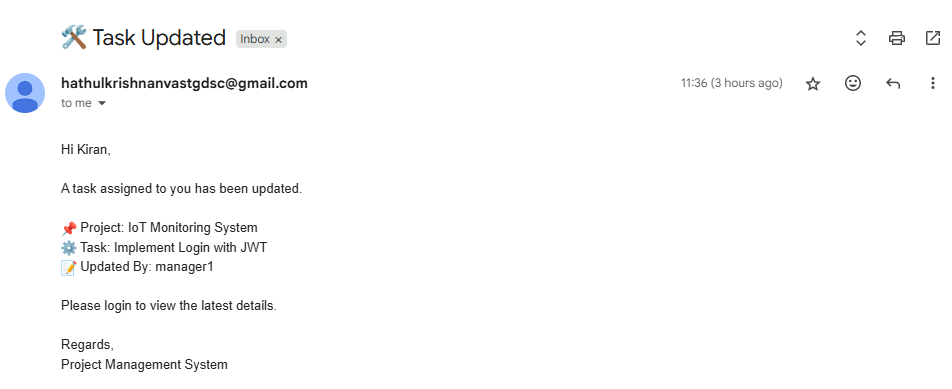 🛠️ Task Updated Inbox ×
hathulkrishnanvastgdsc@gmail.com 11:36 (3 hours ago)
to me
Hi Kiran,
A task assigned to you has been updated.
📌 Project: IoT Monitoring System
⚙️ Task: Implement Login with JWT
📝 Updated By: manager1
Please login to view the latest details.
Regards,
Project Management System